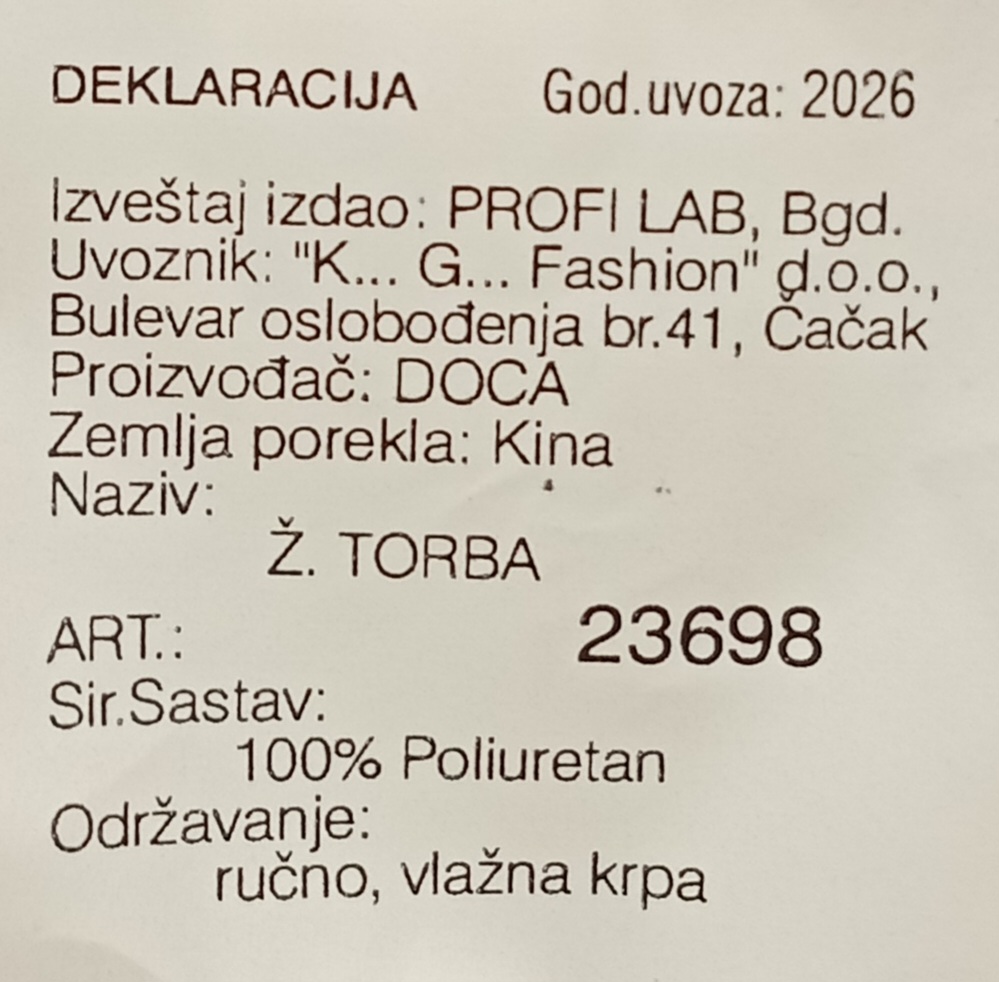 DEKLARACIJA God.uvoza: 2026
Izveštaj izdao: PROFI LAB, Bgd.
Uvoznik: "K... G... Fashion" d.o.o.,
Bulevar oslobođenja br.41, Čačak
Proizvođač: DOCA
Zemlja porekla: Kina
Naziv:
Ž. TORBA
ART.: 23698
Sir.Sastav:
100% Poliuretan
Održavanje:
ručno, vlažna krpa